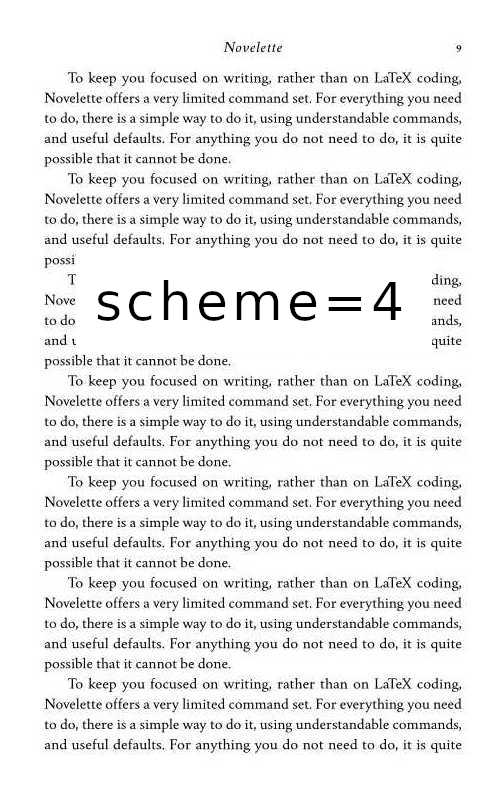 Novelette 9
To keep you focused on writing, rather than on LaTeX coding,
Novelette offers a very limited command set. For everything you need
to do, there is a simple way to do it, using understandable commands,
and useful defaults. For anything you do not need to do, it is quite
possible that it cannot be done.
To keep you focused on writing, rather than on LaTeX coding,
Novelette offers a very limited command set. For everything you need
to do, there is a simple way to do it, using understandable commands,
and useful defaults. For anything you do not need to do, it is quite
possi
T ding,
Nove need
scheme=4
to do ands,
and quite
possible that it cannot be done.
To keep you focused on writing, rather than on LaTeX coding,
Novelette offers a very limited command set. For everything you need
to do, there is a simple way to do it, using understandable commands,
and useful defaults. For anything you do not need to do, it is quite
possible that it cannot be done.
To keep you focused on writing, rather than on LaTeX coding,
Novelette offers a very limited command set. For everything you need
to do, there is a simple way to do it, using understandable commands,
and useful defaults. For anything you do not need to do, it is quite
possible that it cannot be done.
To keep you focused on writing, rather than on LaTeX coding,
Novelette offers a very limited command set. For everything you need
to do, there is a simple way to do it, using understandable commands,
and useful defaults. For anything you do not need to do, it is quite
possible that it cannot be done.
To keep you focused on writing, rather than on LaTeX coding,
Novelette offers a very limited command set. For everything you need
to do, there is a simple way to do it, using understandable commands,
and useful defaults. For anything you do not need to do, it is quite